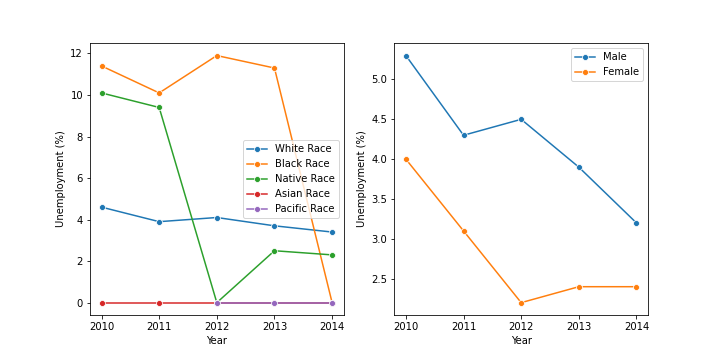 12
10
8
6
4
2
0
Unemployment (%)
White Race
Black Race
Native Race
Asian Race
Pacific Race
2010 2011 2012 2013 2014
Year
5.0
4.5
4.0
3.5
3.0
2.5
Unemployment (%)
Male
Female
2010 2011 2012 2013 2014
Year